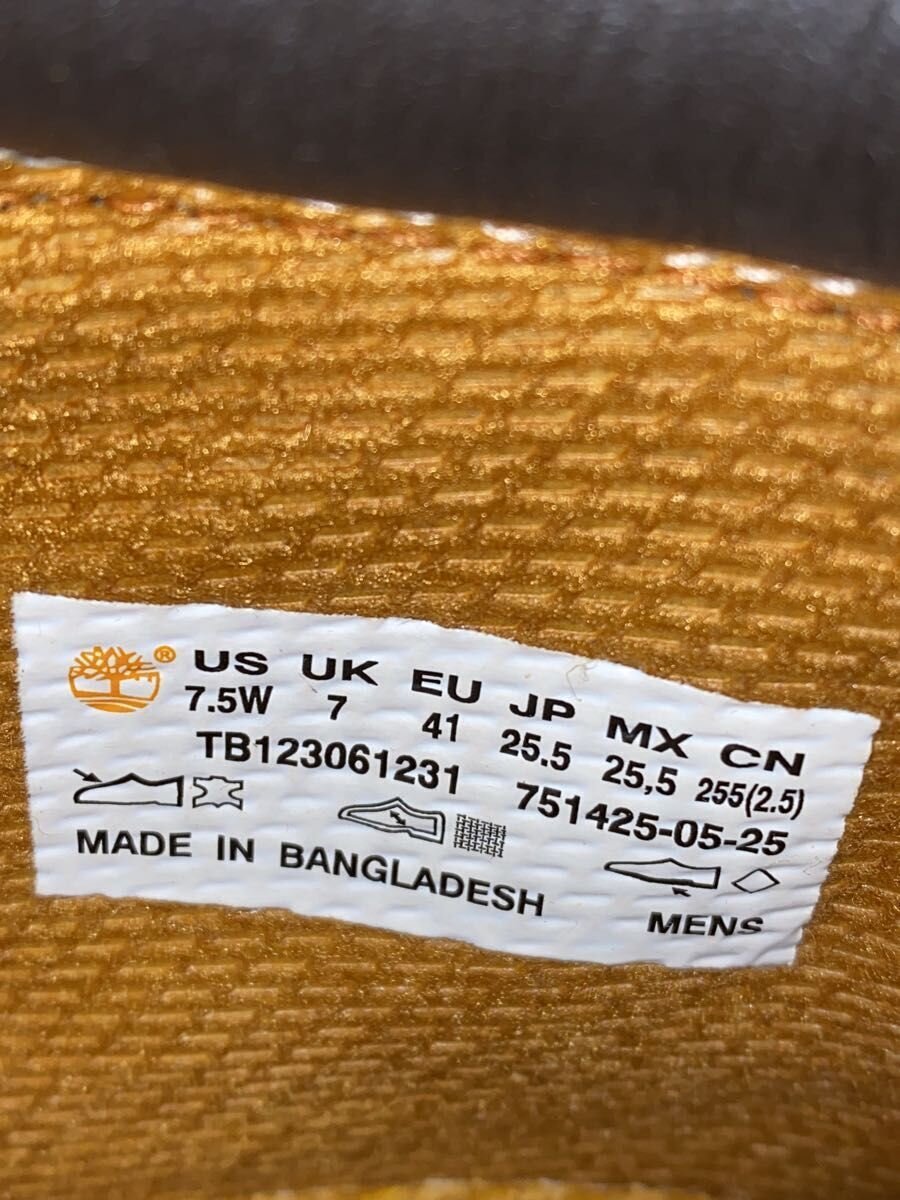 ® US UK EU JP MX CN
7.5W 7 41 25.5 25,5 255(2.5)
TB123061231 751425-05-25
MADE IN BANGLADESH MENS